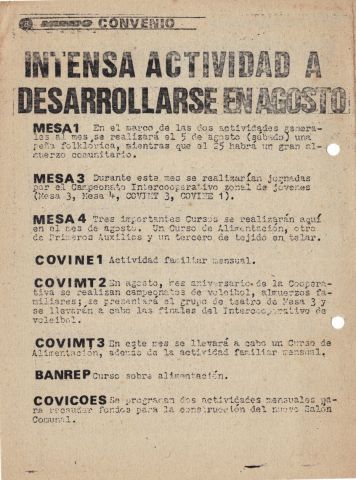 CONVENIO
INTENSA ACTIVIDAD A
DESARROLLARSE EN AGOSTO
MESA 1 En el marco de las dos actividades genera-
les al mes se realizará el 5 de agosto (sábado) una
peña folklórica, mientras que el 25 habrá un gran al-
muerzo comunitario.
MESA 3 Durante este mes se realizarían jornadas
por el Campeonato Intercooperativo zonal de jóvenes
(Mesa 3, Mesa 4, COVIMT 3, COVINE 1).
MESA 4 Tres importantes Cursos se realizarán aquí
en el mes de agosto. Un Curso de Alimentación, otro
de Primeros Auxilios y un tercero de tejido en telar.
COVINE 1 Actividad familiar mensual.
COVIMT 2 En agosto, mes aniversario de la Coopera-
tiva se realizan campeonatos de voleibol, almuerzos fa-
miliares; se presentará el grupo de teatro de Mesa 3 y
se llevarán a cabo las finales del Intercooperativo de
voleibol.
COVIMT 3 En este mes se llevará a cabo un Curso de
Alimentación, además de la actividad familiar mensual.
BANREP Curso sobre alimentación.
COVICOES Se programan dos actividades mensuales pa-
ra recaudar fondos para la construcción del nuevo Salón
Comunal.